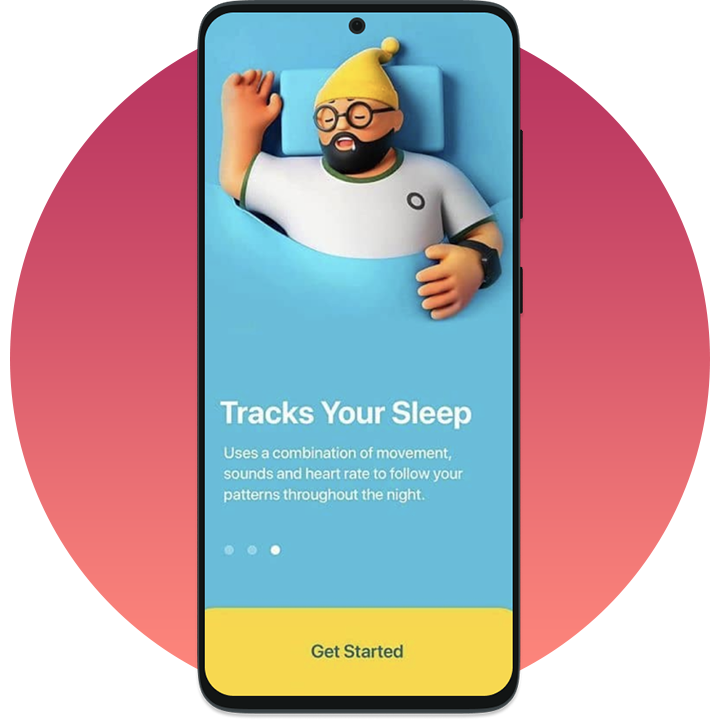 Tracks Your Sleep
Uses a combination of movement,
sounds and heart rate to follow your
patterns throughout the night.
Get Started